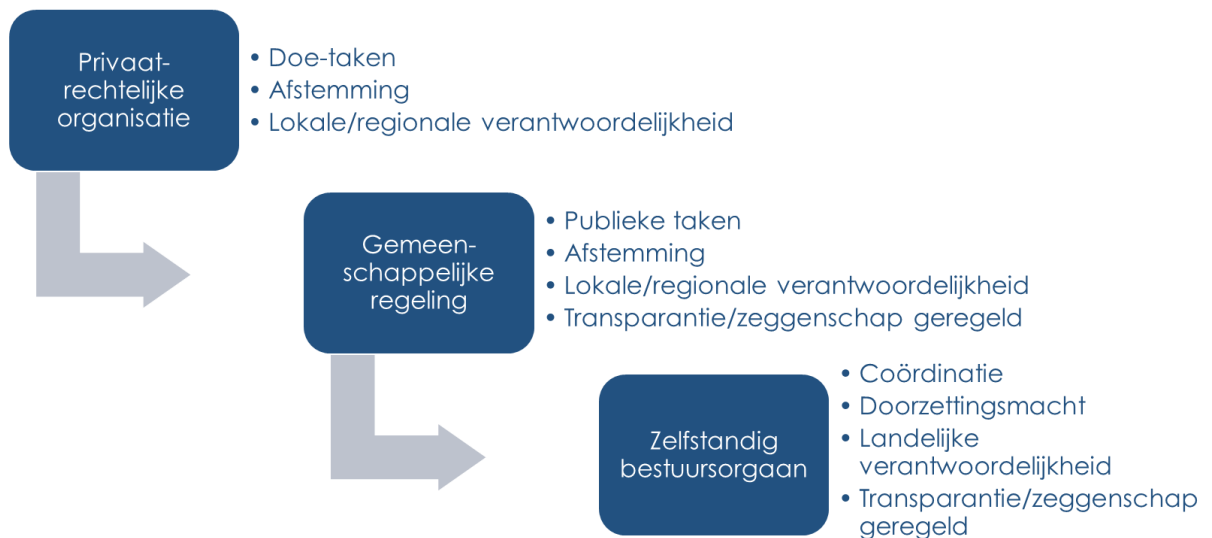 Privaat-
rechtelijke
organisatie
• Doe-taken
• Afstemming
• Lokale/regionale verantwoordelijkheid
Gemeen-
schappelijke
regeling
• Publieke taken
• Afstemming
• Lokale/regionale verantwoordelijkheid
• Transparantie/zeggenschap geregeld
Zelfstandig
bestuursorgaan
• Coördinatie
• Doorzettingsmacht
• Landelijke
verantwoordelijkheid
• Transparantie/zeggenschap
geregeld